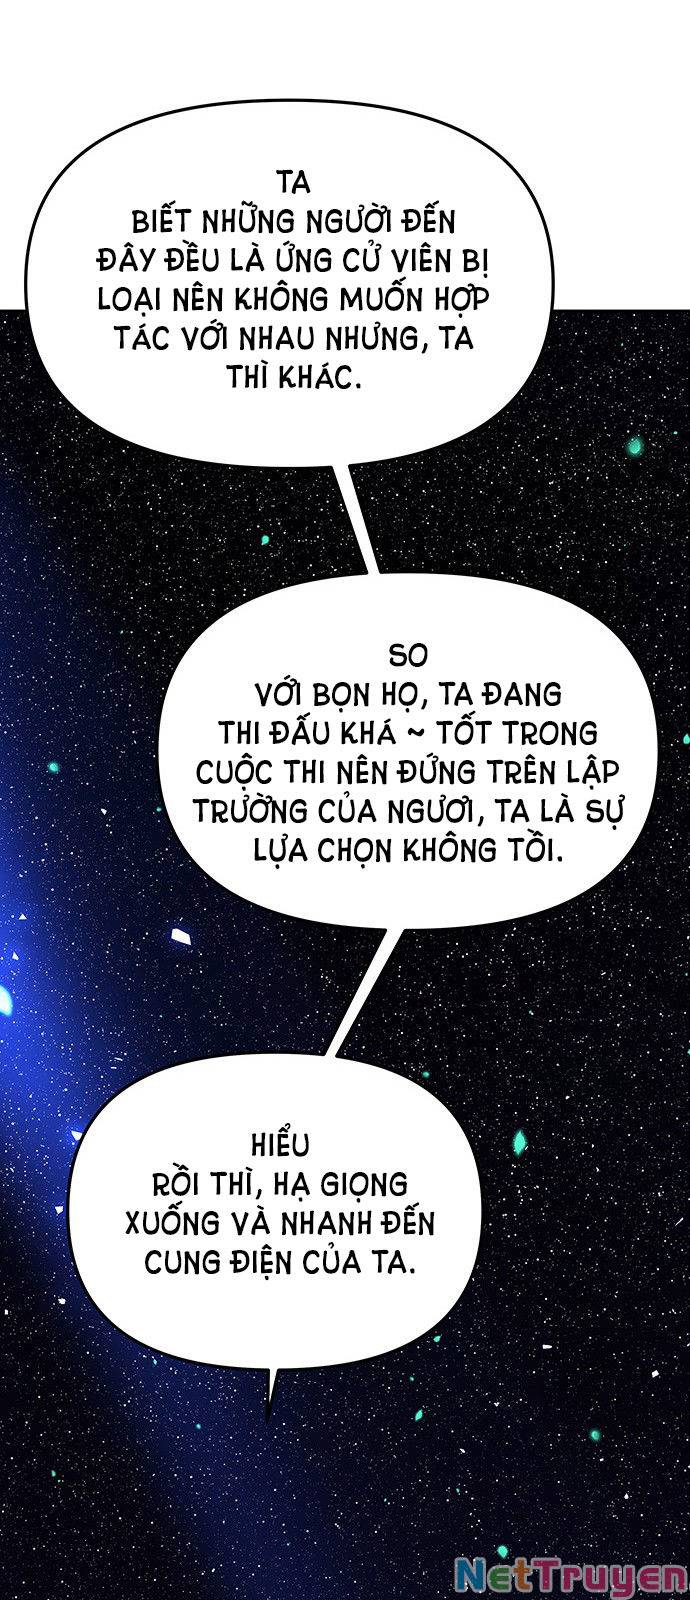 TA
BIẾT NHỮNG NGƯỜI ĐẾN
ĐÂY ĐỀU LÀ ỨNG CỬ VIÊN BỊ
LOẠI NÊN KHÔNG MUỐN HỢP
TÁC VỚI NHAU NHƯNG, TA
THÌ KHÁC.
SO
VỚI BỌN HỌ, TA ĐANG
THI ĐẤU KHÁ ~ TỐT TRONG
CUỘC THI NÊN ĐỨNG TRÊN LẬP
TRƯỜNG CỦA NGƯƠI, TA LÀ SỰ
LỰA CHỌN KHÔNG TỒI.
HIỂU
RỒI THÌ, HẠ GIỌNG
XUỐNG VÀ NHANH ĐẾN
CUNG ĐIỆN CỦA TA.
NetTruyen